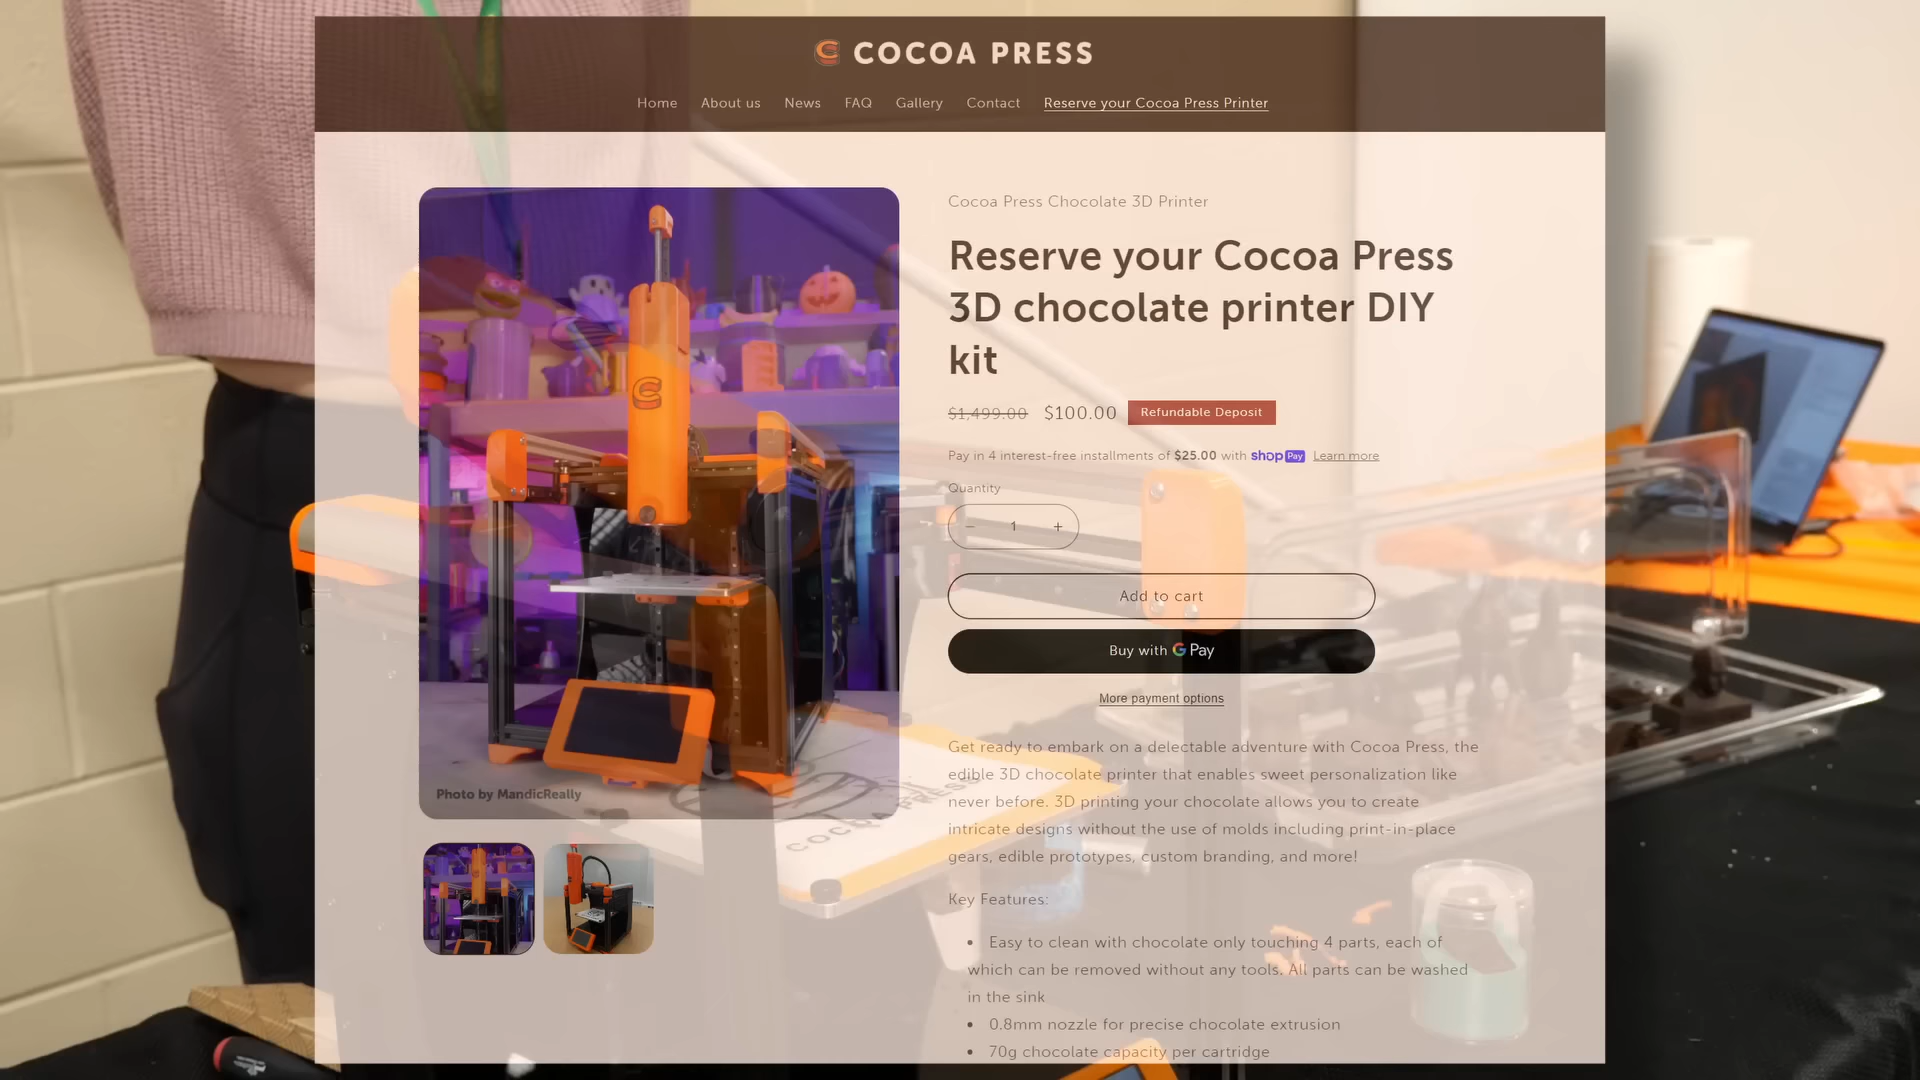 COCOA PRESS
Home About us News FAQ Gallery Contact Reserve your Cocoa Press Printer
Cocoa Press Chocolate 3D Printer
Reserve your Cocoa Press
3D chocolate printer DIY
kit
$1,499.00 $100.00 Refundable Deposit
Pay in 4 interest-free installments of $25.00 with shop Pay Learn more
Quantity
− 1 +
Add to cart
Buy with G Pay
More payment options
Get ready to embark on a delectable adventure with Cocoa Press, the
edible 3D chocolate printer that enables sweet personalization like
never before. 3D printing your chocolate allows you to create
intricate designs without the use of molds including print-in-place
gears, edible prototypes, custom branding, and more!
Key Features:
• Easy to clean with chocolate only touching 4 parts, each of
which can be removed without any tools. All parts can be washed
in the sink
• 0.8mm nozzle for precise chocolate extrusion
• 70g chocolate capacity per cartridge
Photo by MandicReally
COCOA PRESS